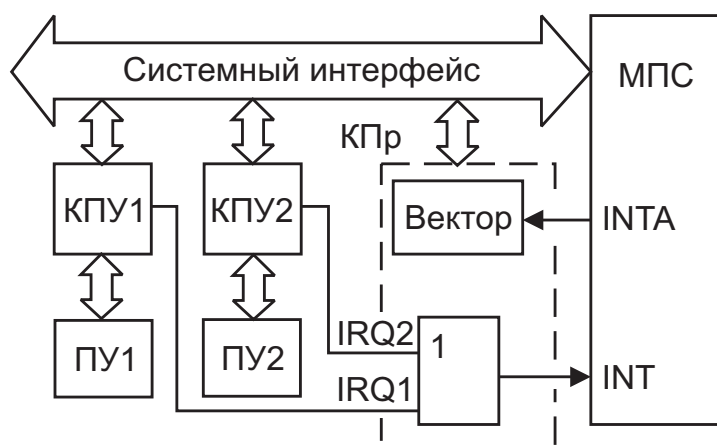 Системный интерфейс
МПС
КПр
КПУ1
КПУ2
Вектор
INTA
ПУ1
ПУ2
IRQ2
1
IRQ1
INT